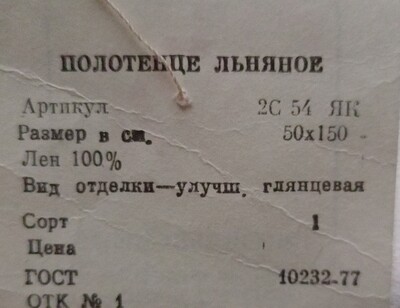 ПОЛОТЕНЦЕ ЛЬНЯНОЕ
Артикул 2С 54 ЯК
Размер в см. 50х150
Лен 100%
Вид отделки—улучш. глянцевая
Сорт 1
Цена
ГОСТ 10232-77
ОТК № 1